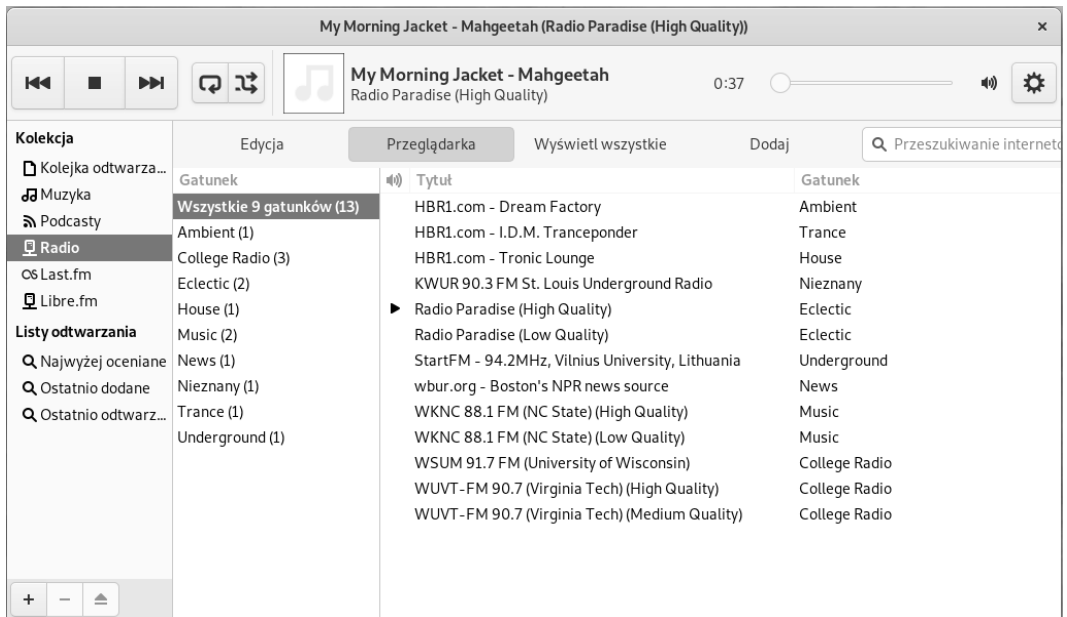 My Morning Jacket - Mahgeetah (Radio Paradise (High Quality))
My Morning Jacket - Mahgeetah
Radio Paradise (High Quality)
0:37
Kolekcja
Kolejka odtwarza...
Muzyka
Podcasty
Radio
Last.fm
Libre.fm
Listy odtwarzania
Najwyżej oceniane
Ostatnio dodane
Ostatnio odtwarz...
Edycja Przeglądarka Wyświetl wszystkie Dodaj Przeszukiwanie interneto
Gatunek
Wszystkie 9 gatunków (13)
Ambient (1)
College Radio (3)
Eclectic (2)
House (1)
Music (2)
News (1)
Nieznany (1)
Trance (1)
Underground (1)
Tytuł Gatunek
HBR1.com - Dream Factory Ambient
HBR1.com - I.D.M. Tranceponder Trance
HBR1.com - Tronic Lounge House
KWUR 90.3 FM St. Louis Underground Radio Nieznany
Radio Paradise (High Quality) Eclectic
Radio Paradise (Low Quality) Eclectic
StartFM - 94.2MHz, Vilnius University, Lithuania Underground
wbur.org - Boston's NPR news source News
WKNC 88.1 FM (NC State) (High Quality) Music
WKNC 88.1 FM (NC State) (Low Quality) Music
WSUM 91.7 FM (University of Wisconsin) College Radio
WUVT-FM 90.7 (Virginia Tech) (High Quality) College Radio
WUVT-FM 90.7 (Virginia Tech) (Medium Quality) College Radio